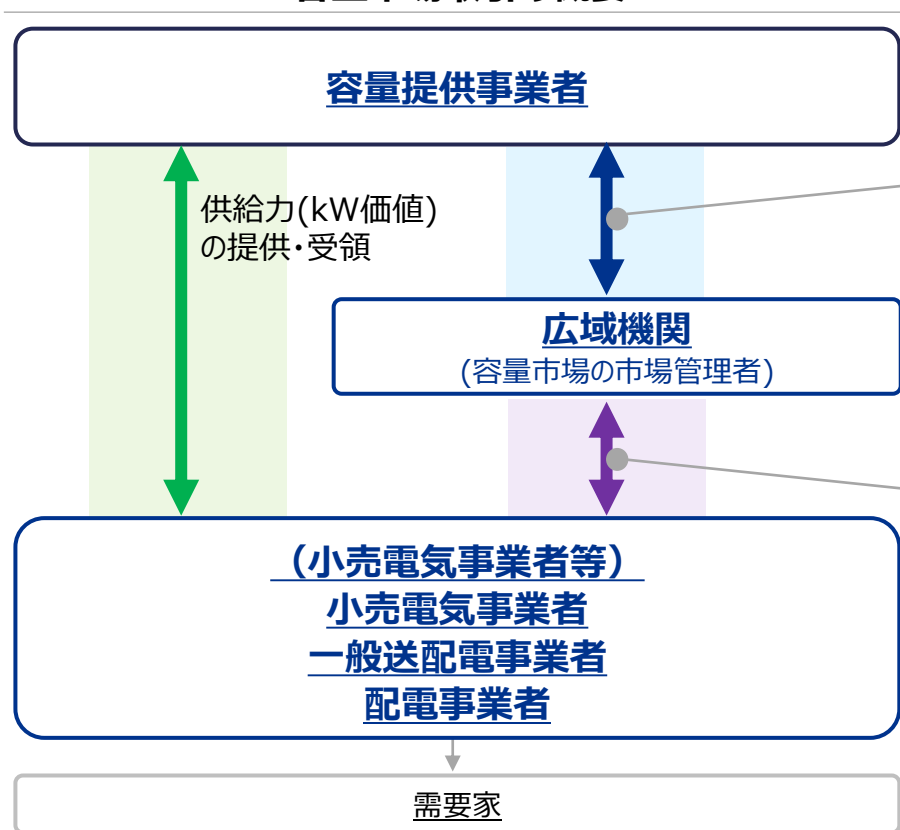 容量提供事業者
供給力(kW価値)
の提供・受領
広域機関
(容量市場の市場管理者)
（小売電気事業者等）
小売電気事業者
一般送配電事業者
配電事業者
需要家